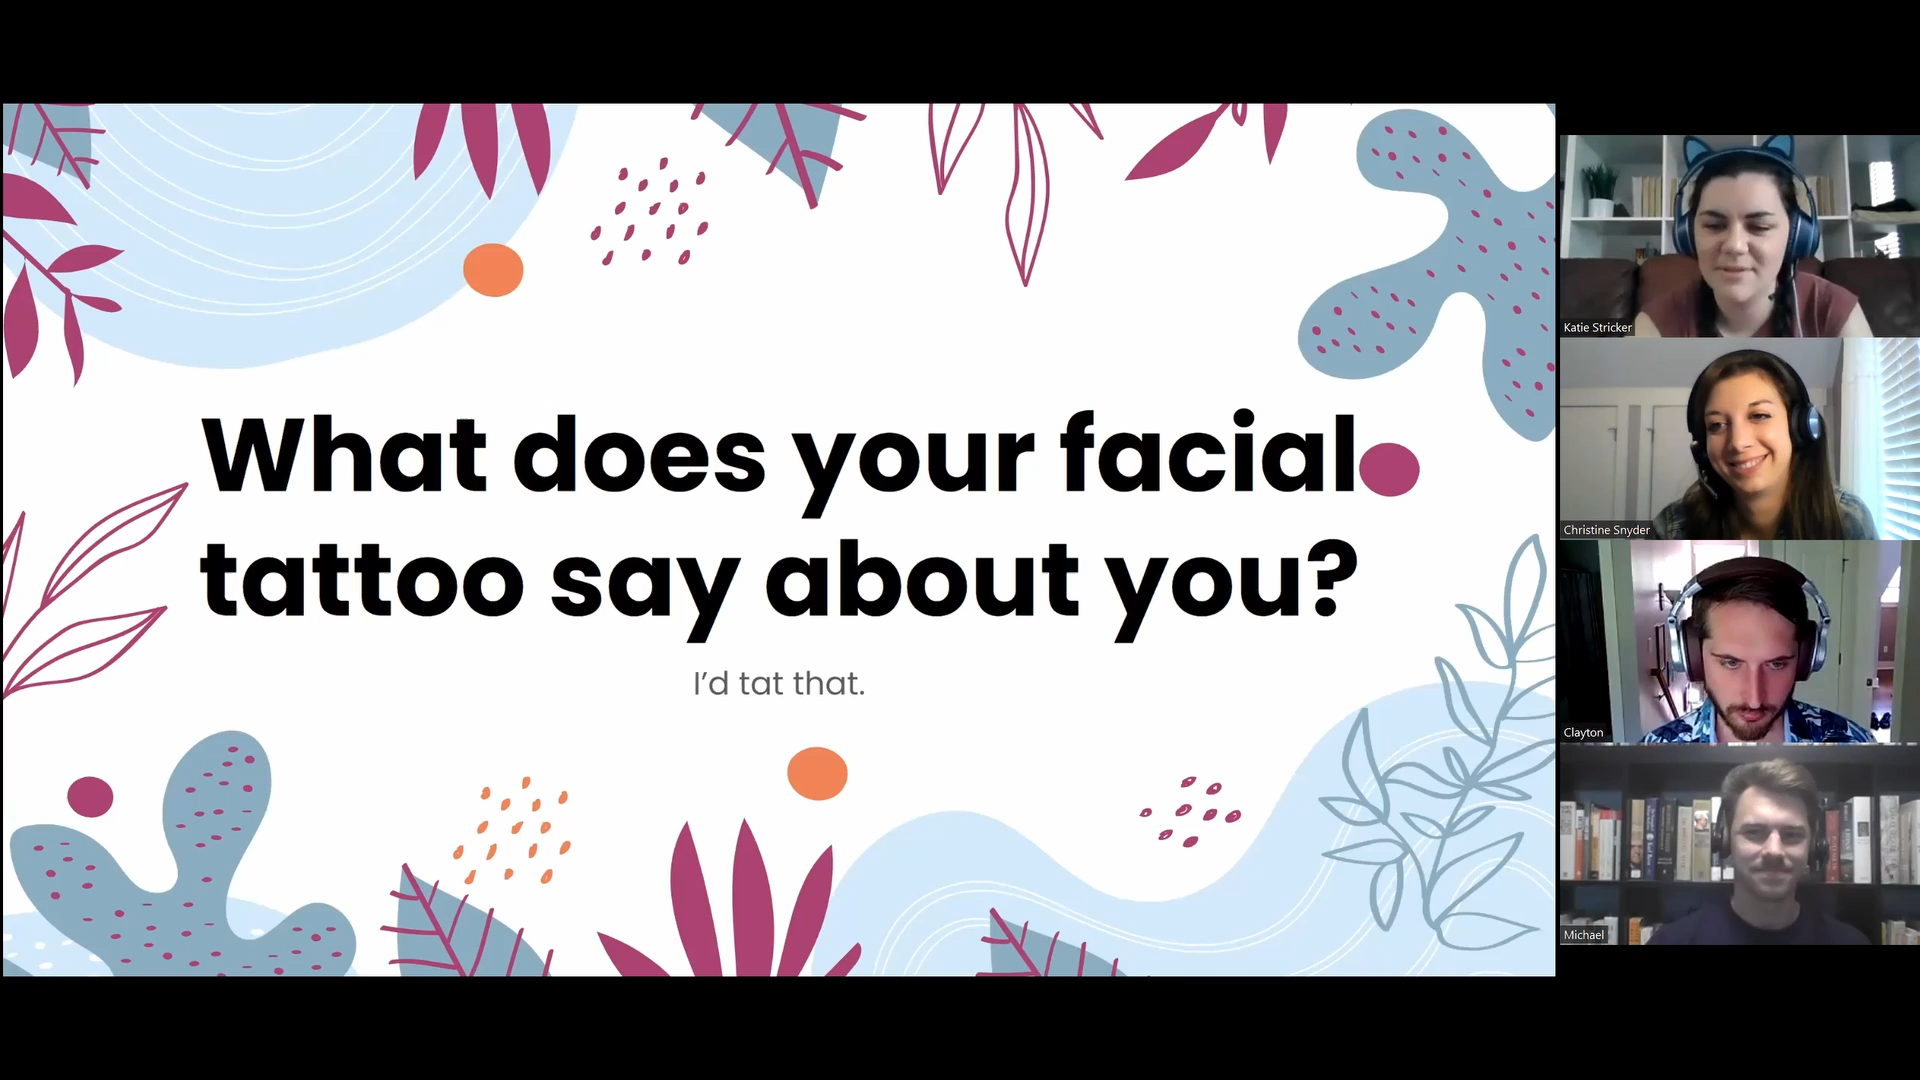 What does your facial
tattoo say about you?
I'd tat that.
Katie Stricker
Christine Snyder
Clayton
Michael